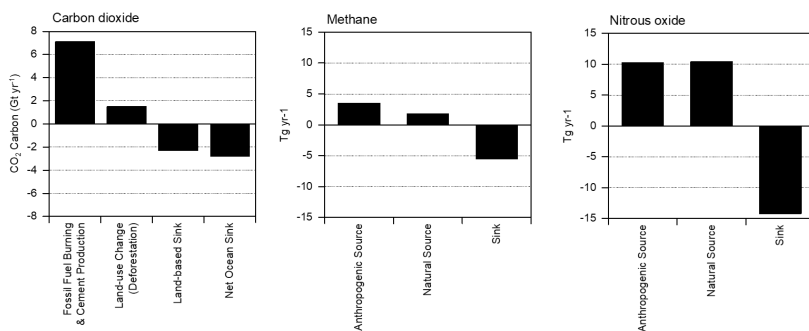 Carbon dioxide
CO2 Carbon (Gt yr-1)
8
6
4
2
0
-2
-4
-6
-8
Fossil Fuel Burning
& Cement Production
Land-use Change
(Deforestation)
Land-based Sink
Net Ocean Sink
Methane
Tg yr-1
15
10
5
0
-5
-10
-15
Anthropogenic Source
Natural Source
Sink
Nitrous oxide
Tg yr-1
15
10
5
0
-5
-10
-15
Anthropogenic Source
Natural Source
Sink